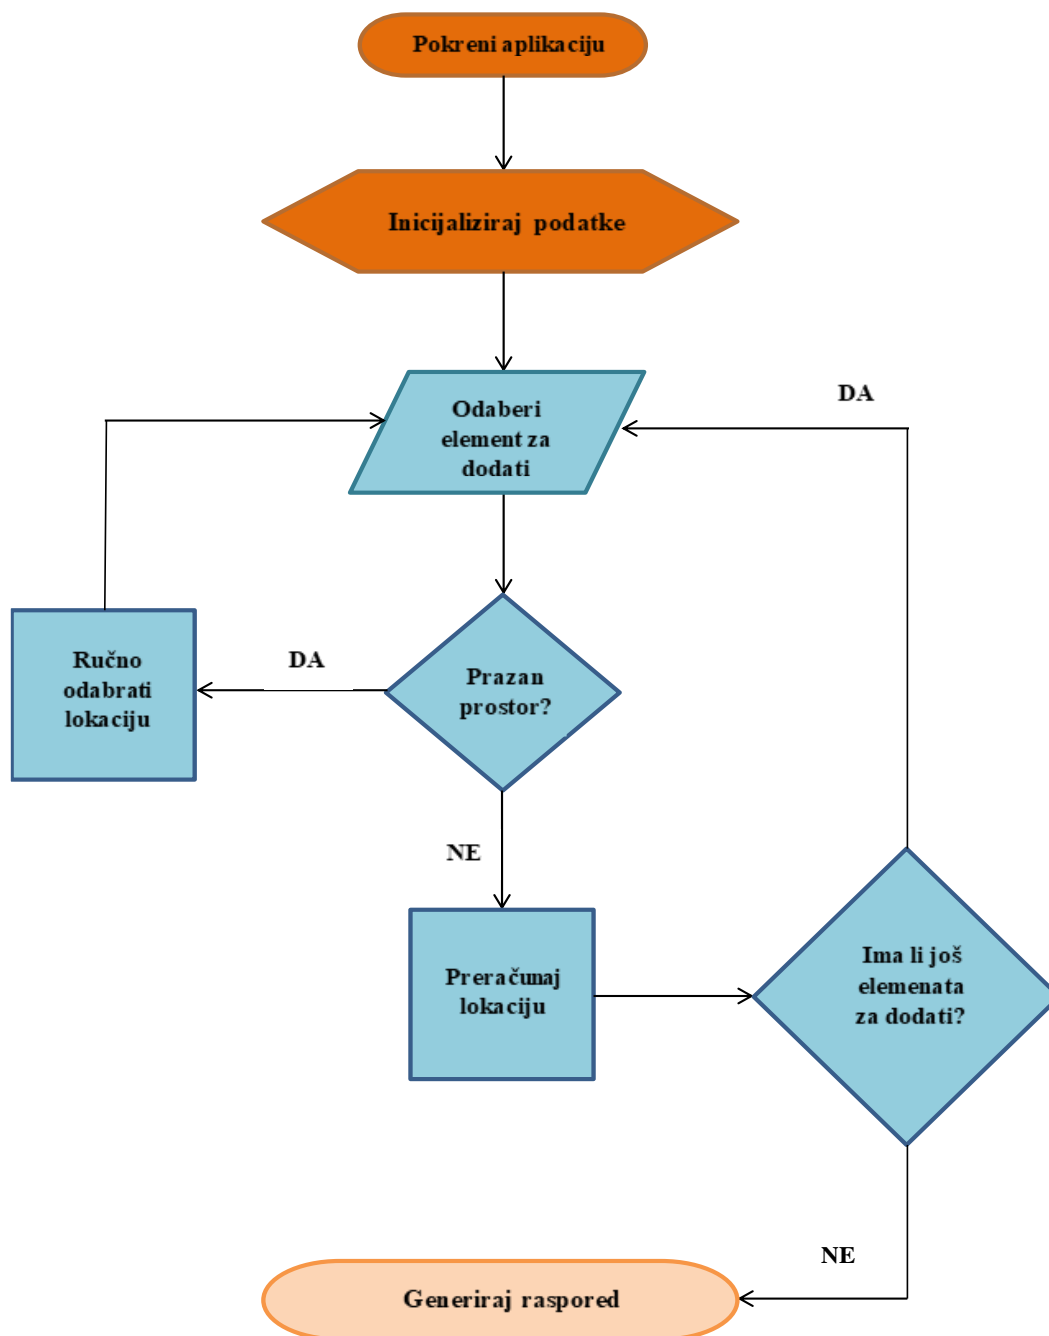 Pokreni aplikaciju
Inicijaliziraj podatke
Odaberi
element za
dodati
DA
Ručno
odabrati
lokaciju
DA
Prazan
prostor?
NE
Preračunaj
lokaciju
Ima li još
elemenata
za dodati?
NE
Generiraj raspored